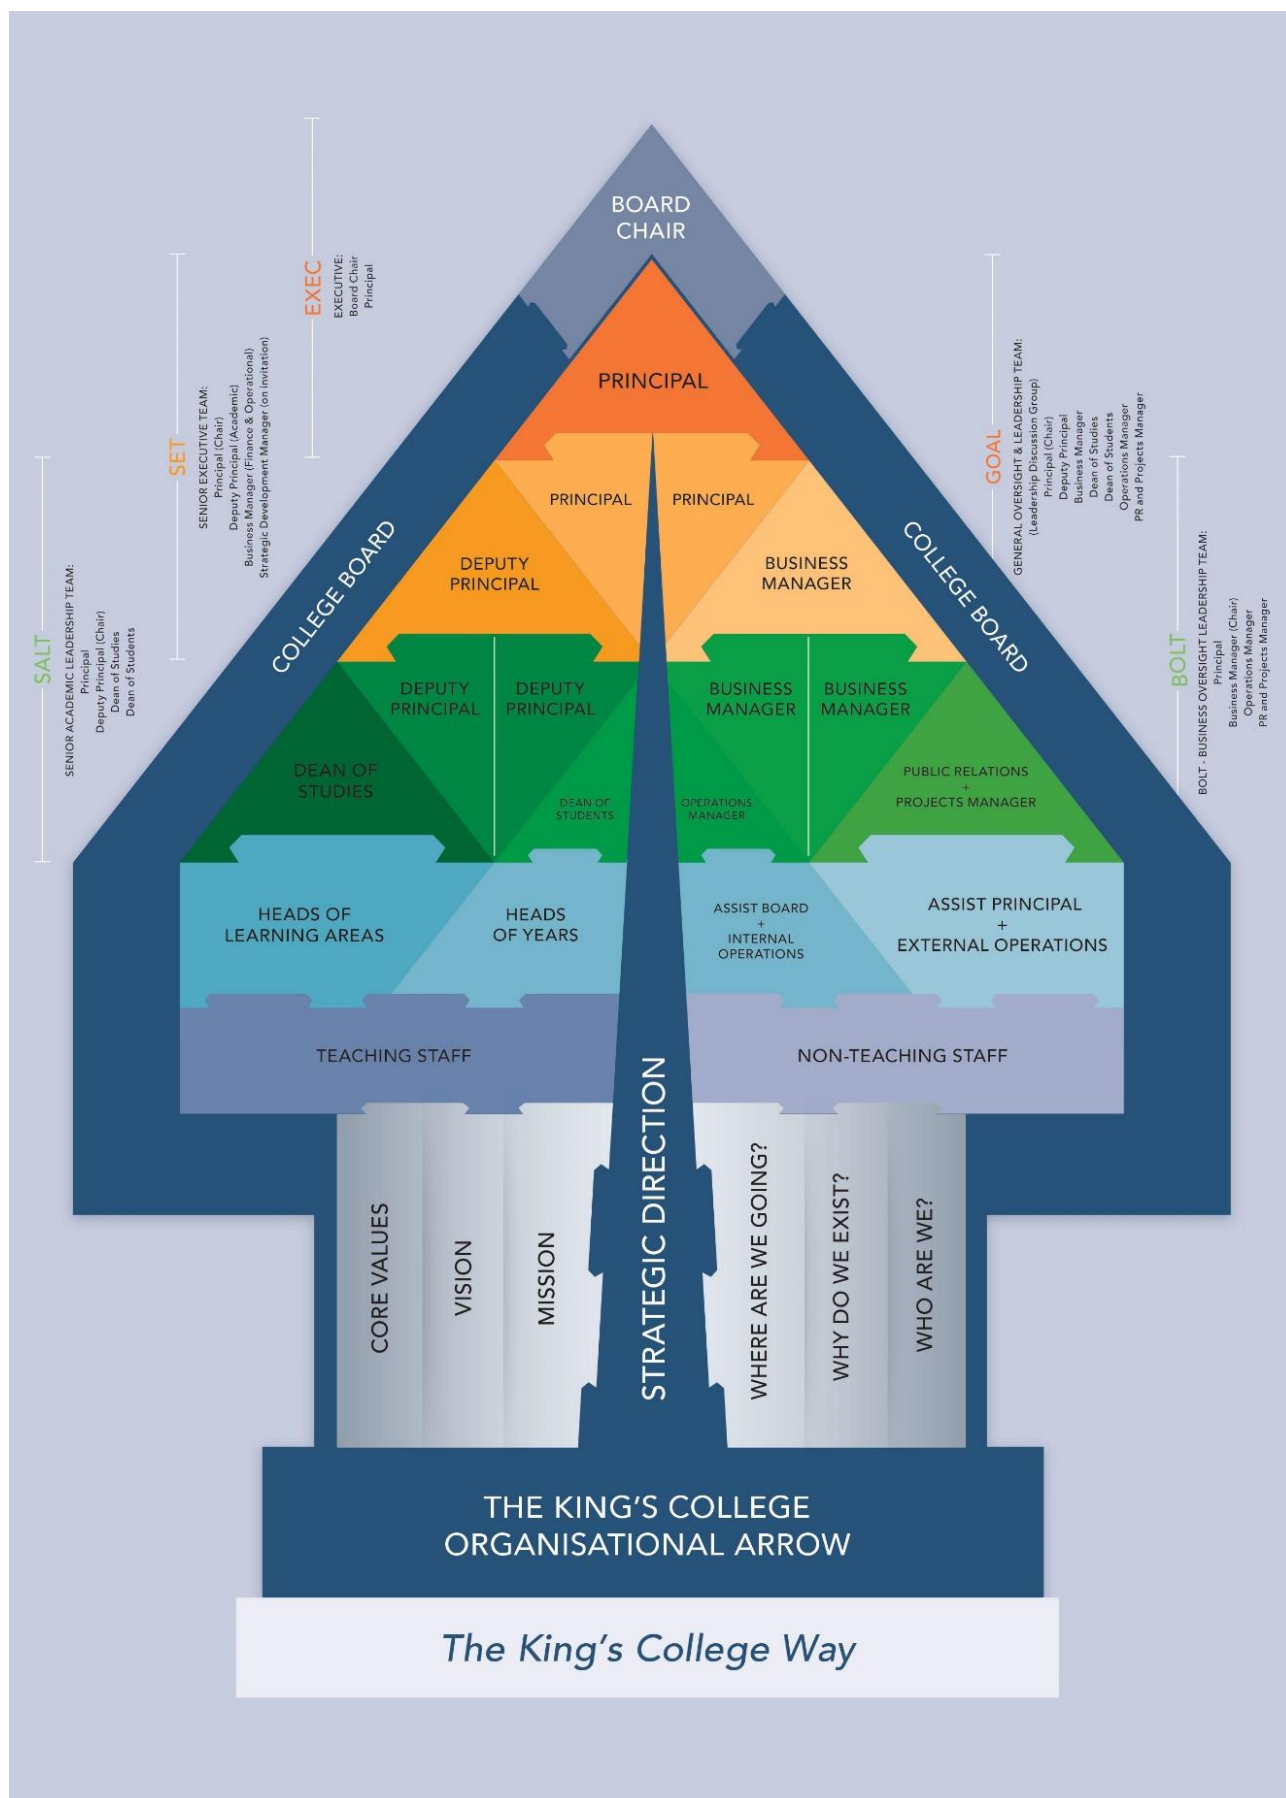 BOARD
CHAIR
EXEC
EXECUTIVE:
Board Chair
Principal
SET
SENIOR EXECUTIVE TEAM:
Principal (Chair)
Deputy Principal (Academic)
Business Manager (Finance & Operational)
Strategic Development Manager (on invitation)
SALT
SENIOR ACADEMIC LEADERSHIP TEAM:
Principal
Deputy Principal (Chair)
Dean of Studies
Dean of Students
GOAL
GENERAL OVERSIGHT & LEADERSHIP TEAM:
(Leadership Discussion Group)
Principal (Chair)
Deputy Principal
Business Manager
Dean of Studies
Dean of Students
Operations Manager
PR and Projects Manager
BOLT
BOLT - BUSINESS OVERSIGHT LEADERSHIP TEAM:
Principal
Business Manager (Chair)
Operations Manager
PR and Projects Manager
COLLEGE BOARD
COLLEGE BOARD
PRINCIPAL
PRINCIPAL
PRINCIPAL
DEPUTY
PRINCIPAL
BUSINESS
MANAGER
DEPUTY
PRINCIPAL
DEPUTY
PRINCIPAL
BUSINESS
MANAGER
BUSINESS
MANAGER
DEAN OF
STUDIES
DEAN OF
STUDENTS
OPERATIONS
MANAGER
PUBLIC RELATIONS
+
PROJECTS MANAGER
HEADS OF
LEARNING AREAS
HEADS
OF YEARS
ASSIST BOARD
+
INTERNAL
OPERATIONS
ASSIST PRINCIPAL
+
EXTERNAL OPERATIONS
TEACHING STAFF
NON-TEACHING STAFF
CORE VALUES
VISION
MISSION
STRATEGIC DIRECTION
WHERE ARE WE GOING?
WHY DO WE EXIST?
WHO ARE WE?
THE KING'S COLLEGE
ORGANISATIONAL ARROW
The King's College Way